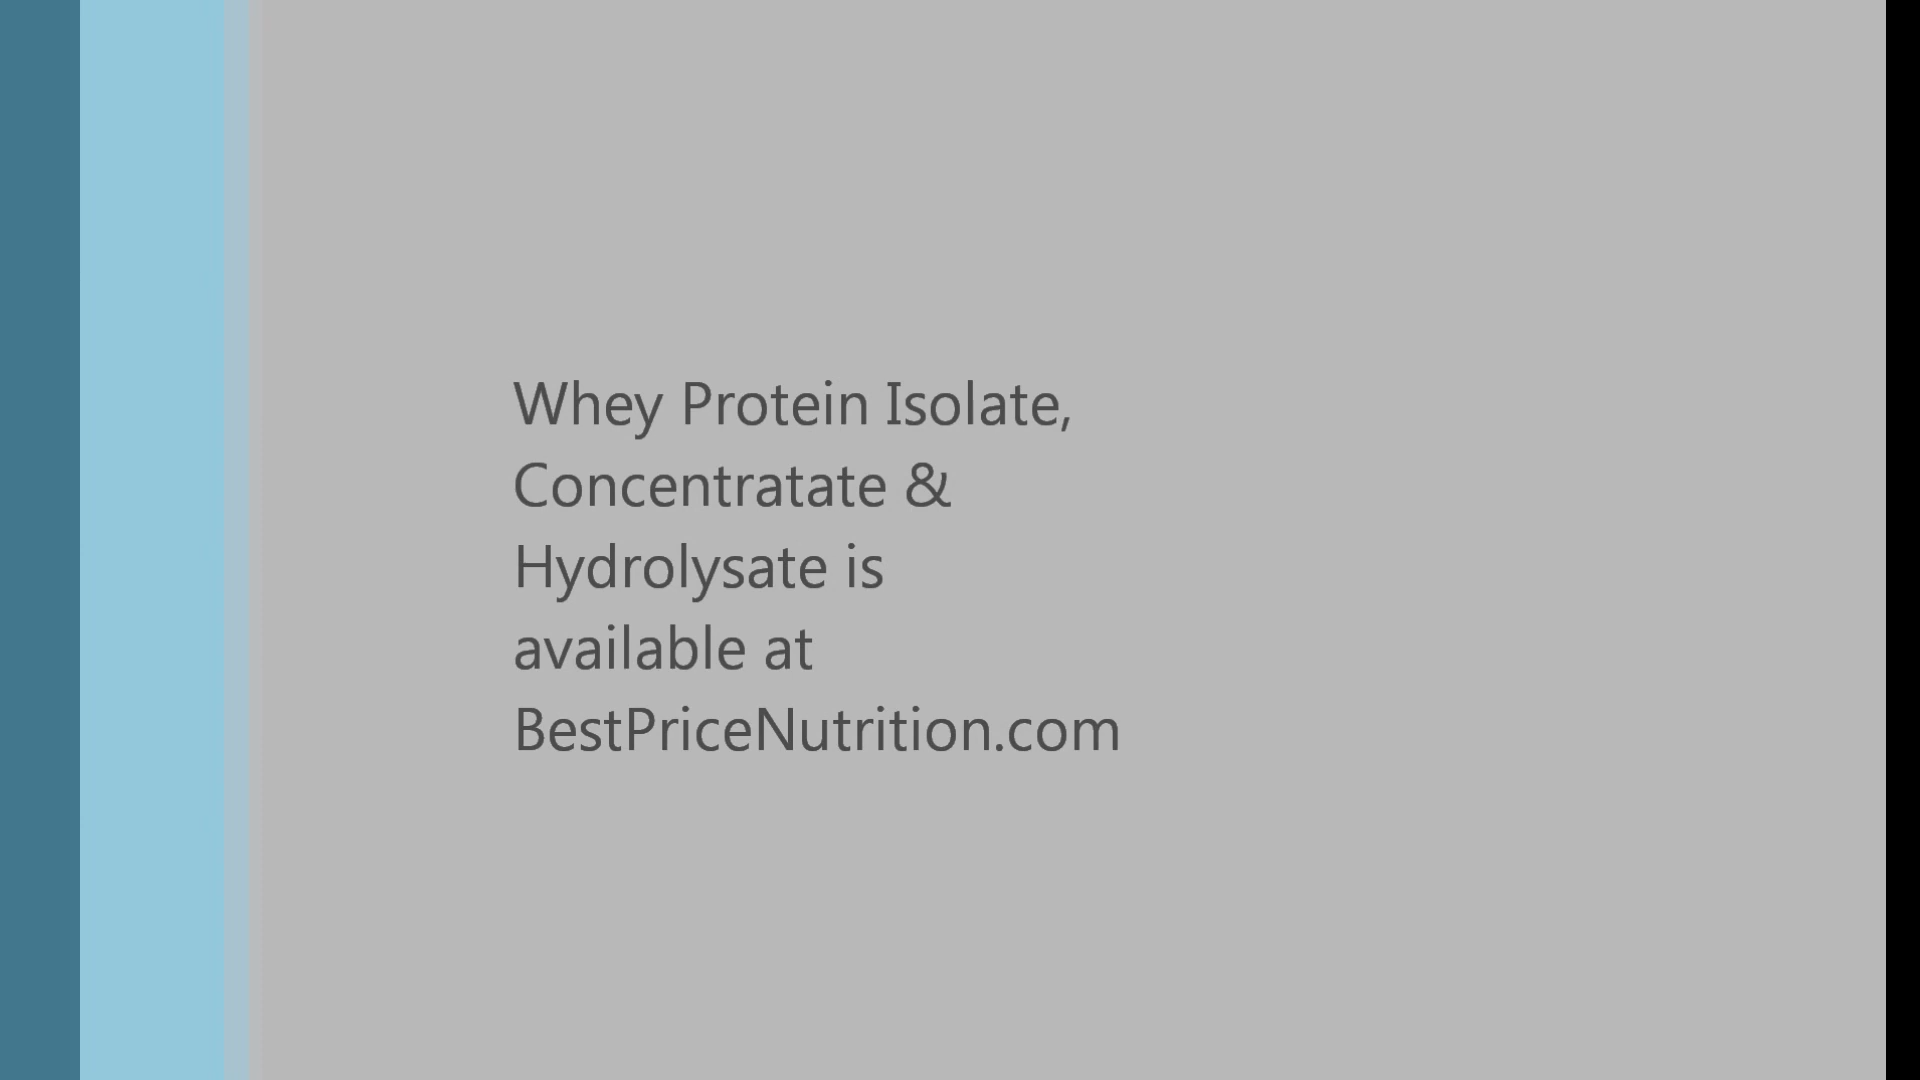 Whey Protein Isolate,
Concentratate &
Hydrolysate is
available at
BestPriceNutrition.com